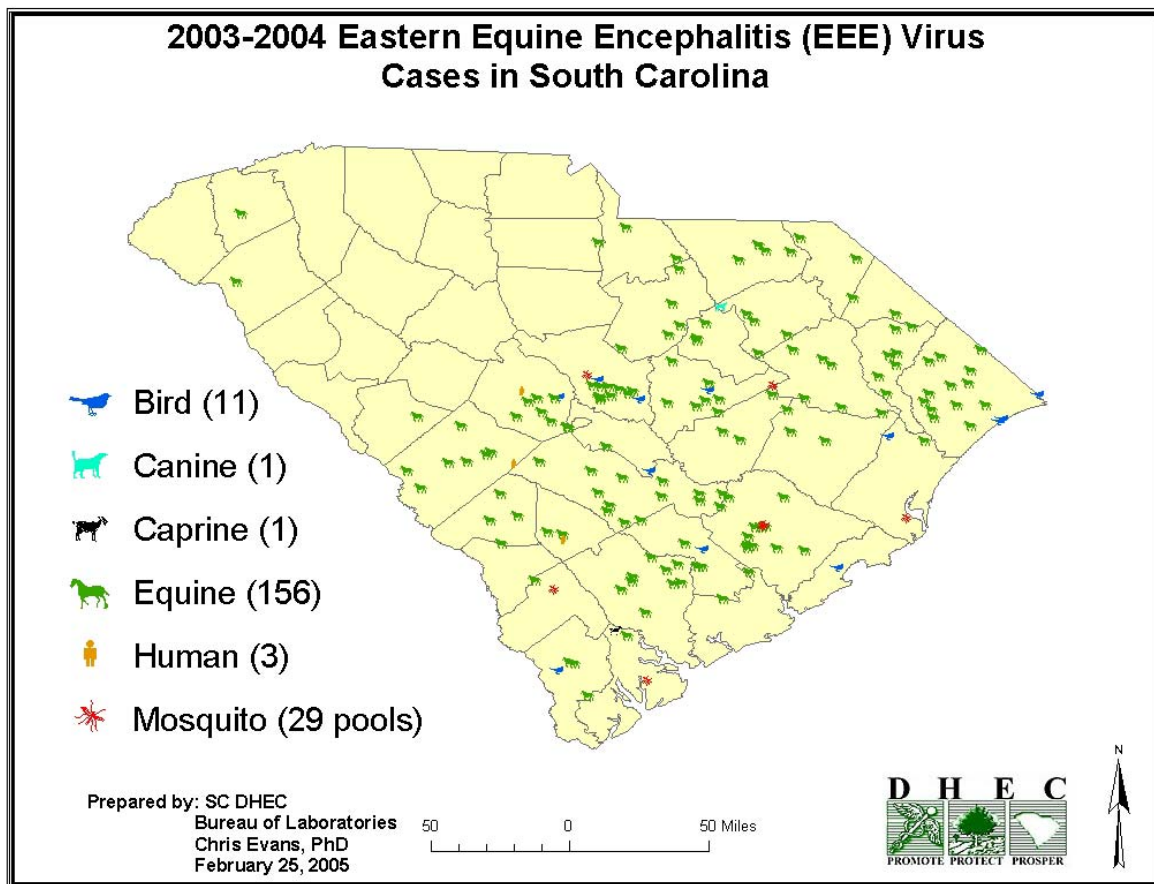 2003-2004 Eastern Equine Encephalitis (EEE) Virus
Cases in South Carolina
Bird (11)
Canine (1)
Caprine (1)
Equine (156)
Human (3)
Mosquito (29 pools)
Prepared by: SC DHEC
Bureau of Laboratories
Chris Evans, PhD
February 25, 2005
50 0 50 Miles
D H E C
PROMOTE PROTECT PROSPER
N